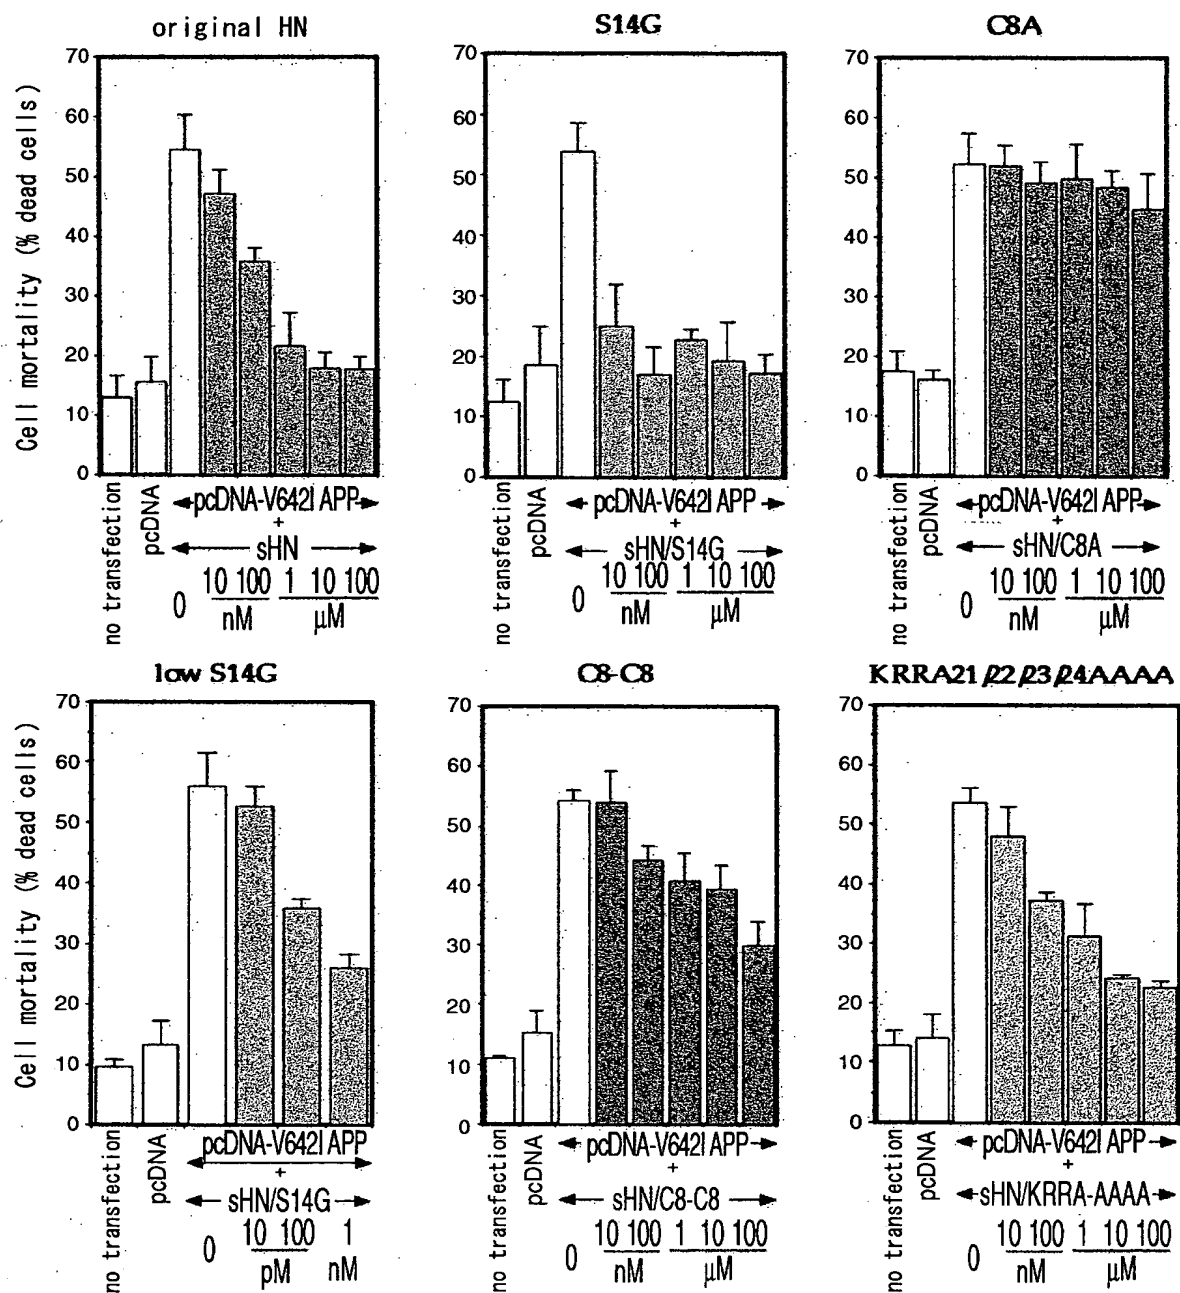 original HN
Cell mortality (% dead cells)
70
60
50
40
30
20
10
0
no transfection
pcDNA
pcDNA-V642I APP
+
sHN
0
10 100
nM
1 10 100
μM
S14G
70
60
50
40
30
20
10
0
no transfection
pcDNA
pcDNA-V642I APP
+
sHN/S14G
0
10 100
nM
1 10 100
μM
C8A
70
60
50
40
30
20
10
0
no transfection
pcDNA
pcDNA-V642I APP
+
sHN/C8A
0
10 100
nM
1 10 100
μM
low S14G
Cell mortality (% dead cells)
70
60
50
40
30
20
10
0
no transfection
pcDNA
pcDNA-V642I APP
+
sHN/S14G
0
10 100
pM
1
nM
C8-C8
70
60
50
40
30
20
10
0
no transfection
pcDNA
pcDNA-V642I APP
+
sHN/C8-C8
0
10 100
nM
1 10 100
μM
KRRA21/22/23/24AAAA
70
60
50
40
30
20
10
0
no transfection
pcDNA
pcDNA-V642I APP
+
sHN/KRRA-AAAA
0
10 100
nM
1 10 100
μM